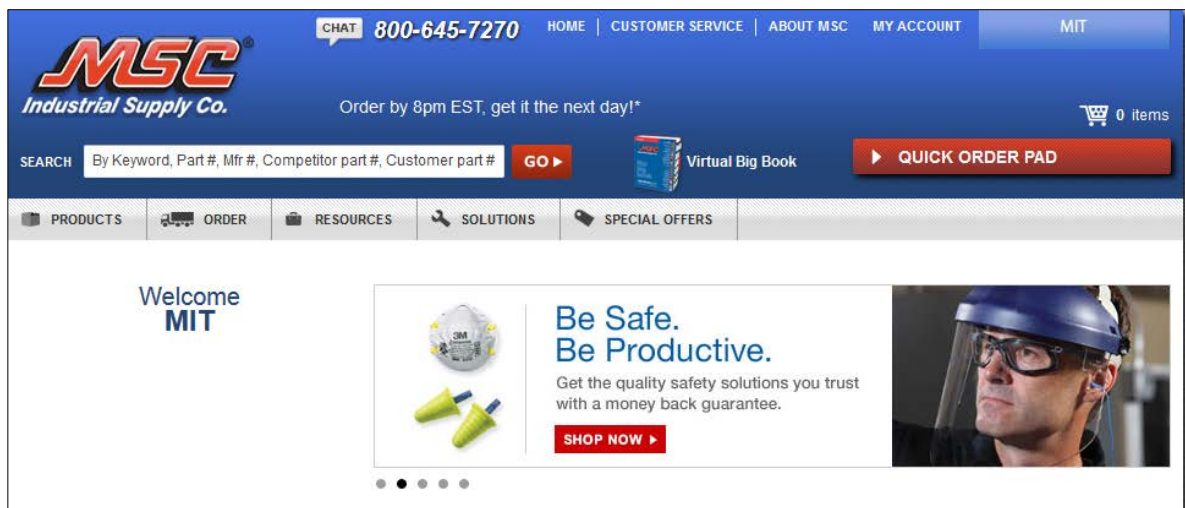 CHAT 800-645-7270 HOME | CUSTOMER SERVICE | ABOUT MSC MY ACCOUNT MIT
MSC®
Industrial Supply Co.
Order by 8pm EST, get it the next day!*
0 items
SEARCH By Keyword, Part #, Mfr #, Competitor part #, Customer part # GO Virtual Big Book QUICK ORDER PAD
PRODUCTS ORDER RESOURCES SOLUTIONS SPECIAL OFFERS
Welcome
MIT
3M
Be Safe.
Be Productive.
Get the quality safety solutions you trust
with a money back guarantee.
SHOP NOW